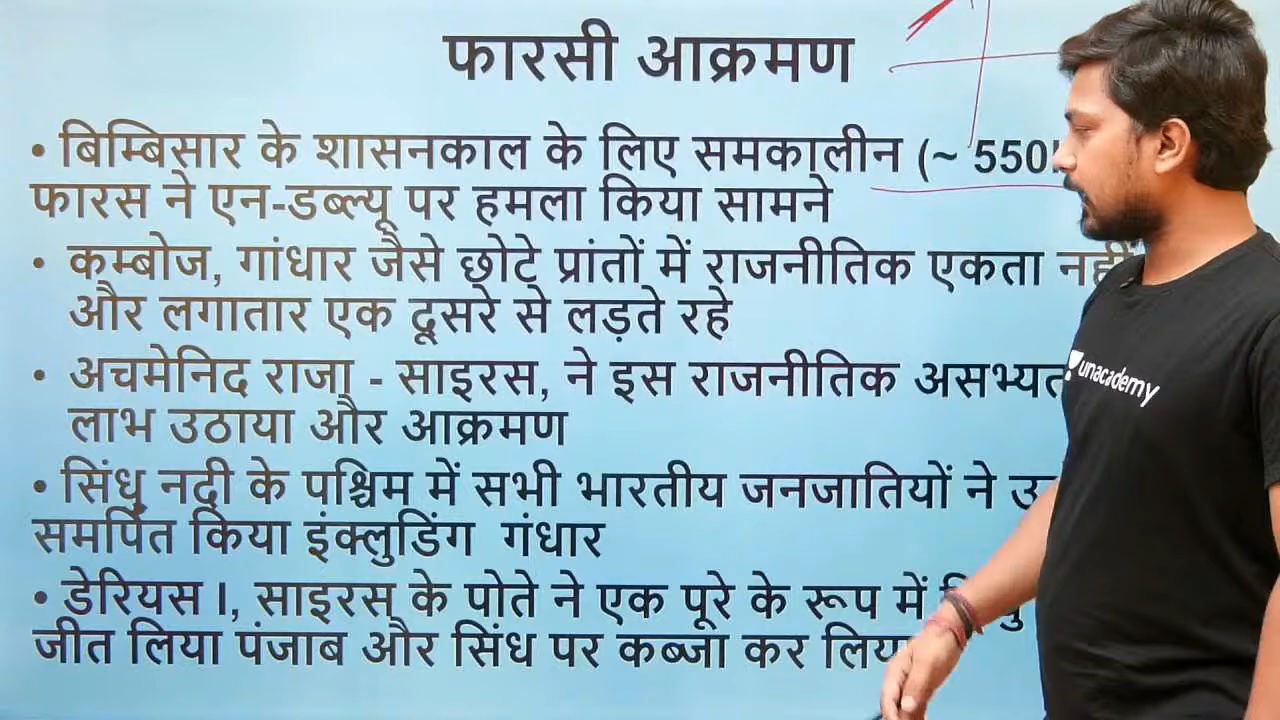 फारसी आक्रमण
• बिम्बिसार के शासनकाल के लिए समकालीन (~ 550
फारस ने एन-डब्ल्यू पर हमला किया सामने
• कम्बोज, गांधार जैसे छोटे प्रांतों में राजनीतिक एकता नहीं
और लगातार एक दूसरे से लड़ते रहे
• अचमेनिद राजा - साइरस, ने इस राजनीतिक
लाभ उठाया और आक्रमण
• सिंधु नदी के पश्चिम में सभी भारतीय जनजातियों ने
समर्पित किया इंक्लुडिंग गंधार
• डेरियस I, साइरस के पोते ने एक पूरे के रूप में
जीत लिया पंजाब और सिंध पर कब्जा कर
unacademy